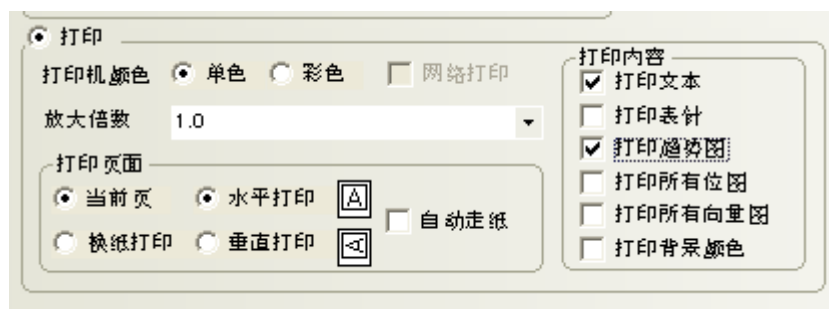 打印
打印机颜色 单色 彩色 网络打印
放大倍数 1.0
打印页面
当前页 水平打印 A
自动走纸
换纸打印 垂直打印 A
打印内容
打印文本
打印表针
打印趋势图
打印所有位图
打印所有向量图
打印背景颜色